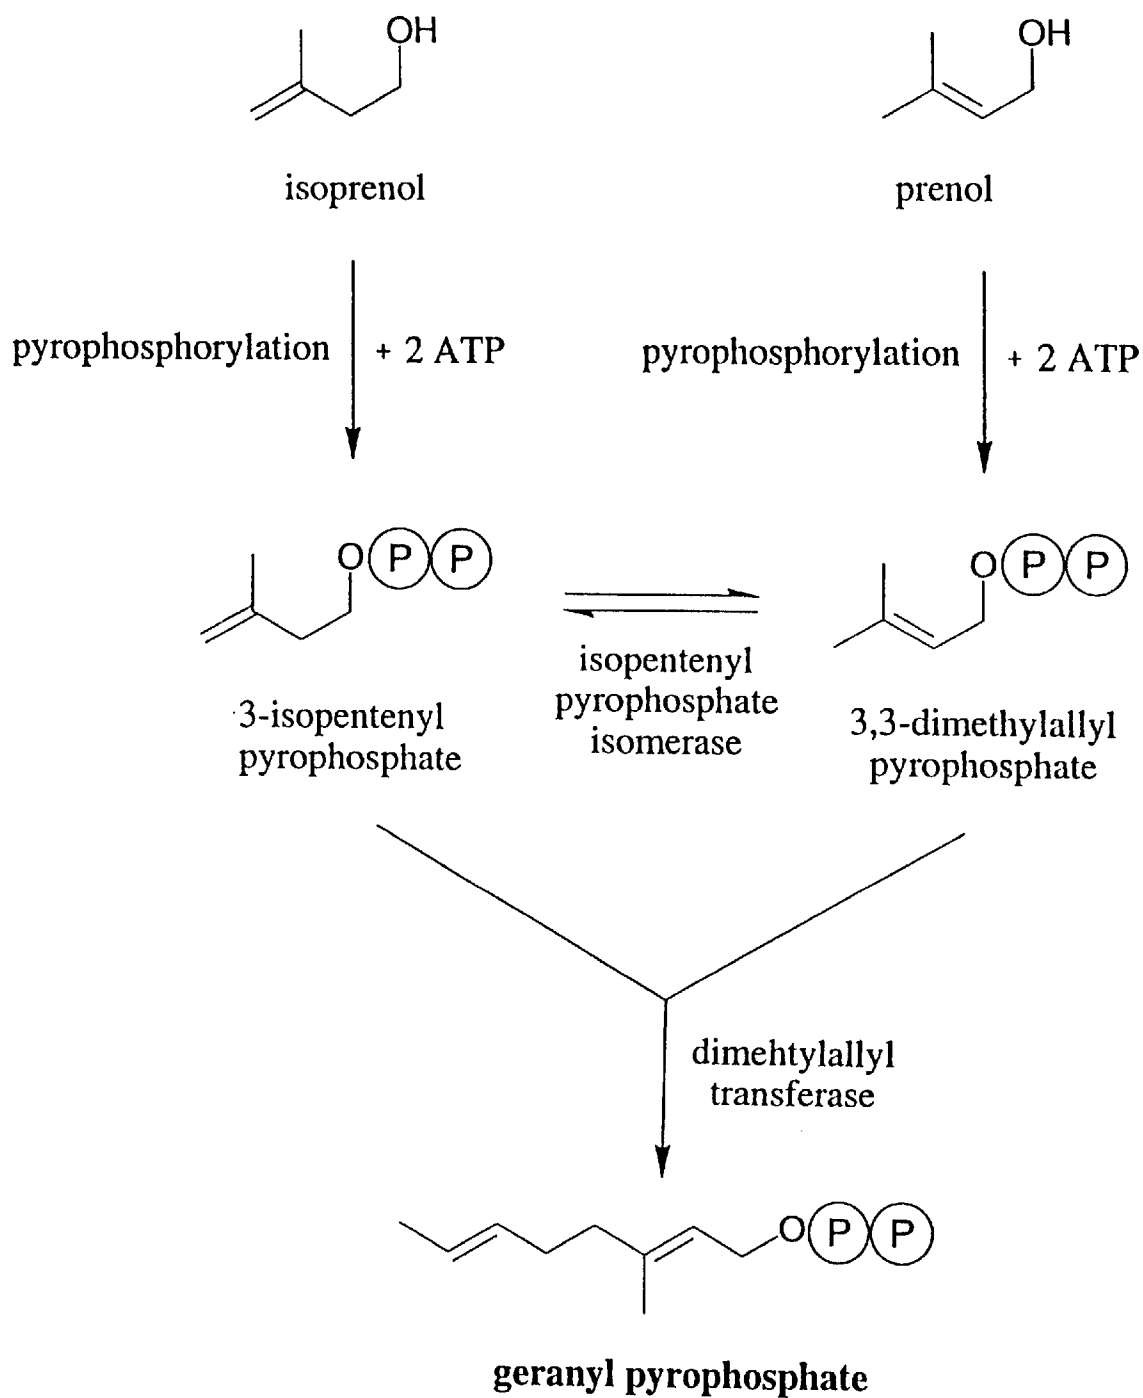 OH
OH
isoprenol
prenol
pyrophosphorylation
+ 2 ATP
pyrophosphorylation
+ 2 ATP
O P P
O P P
isopentenyl
pyrophosphate
isomerase
3-isopentenyl
pyrophosphate
3,3-dimethylallyl
pyrophosphate
dimehtylallyl
transferase
O P P
geranyl pyrophosphate